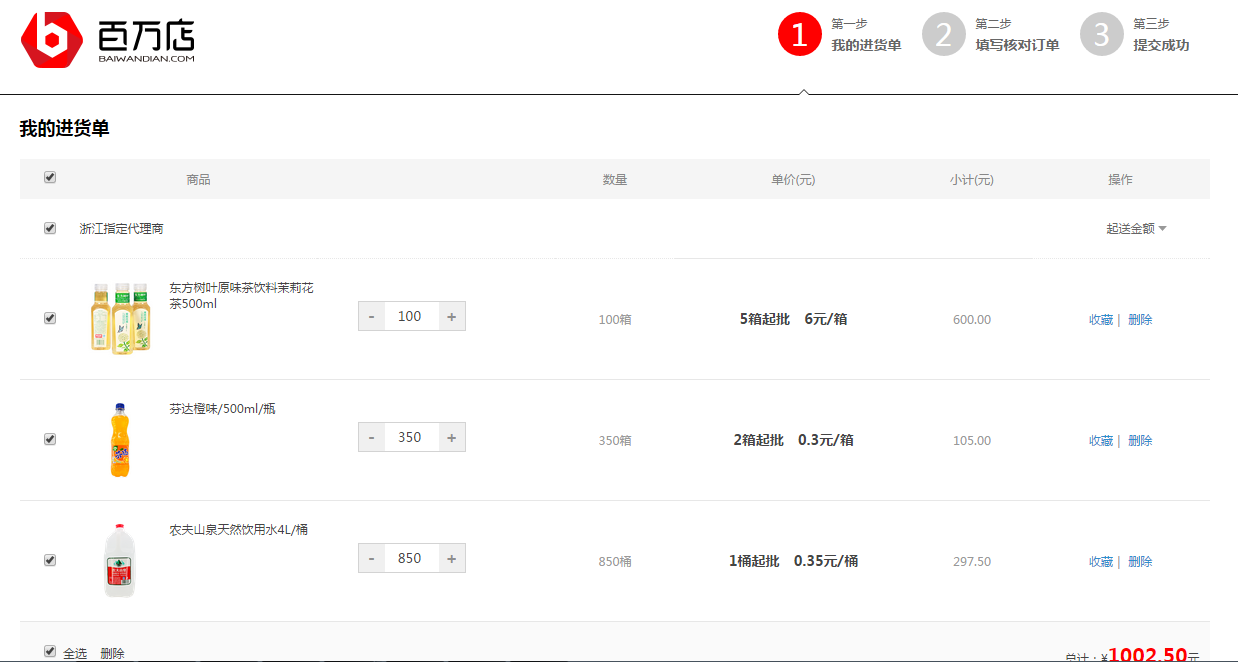 百万店
BAIWANDIAN.COM
1 第一步
我的进货单
2 第二步
填写核对订单
3 第三步
提交成功
我的进货单
商品 数量 单价(元) 小计(元) 操作
浙江指定代理商 起送金额
东方树叶原味茶饮料茉莉花
茶500ml
- 100 + 100箱 5箱起批 6元/箱 600.00 收藏 | 删除
芬达橙味/500ml/瓶
- 350 + 350箱 2箱起批 0.3元/箱 105.00 收藏 | 删除
农夫山泉天然饮用水4L/桶
- 850 + 850桶 1桶起批 0.35元/桶 297.50 收藏 | 删除
全选 删除 总计：¥1002.50元